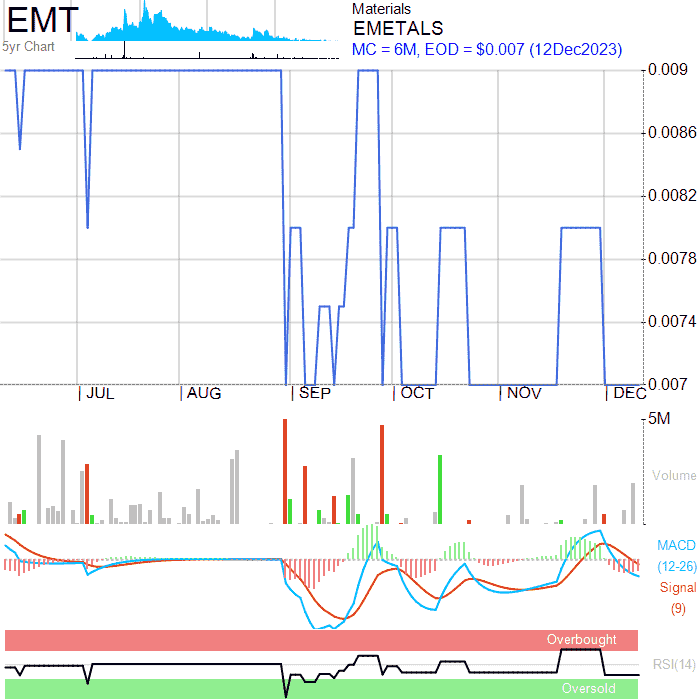 EMT
5yr Chart
Materials
EMETALS
MC = 6M, EOD = $0.007 (12Dec2023)
0.009
0.0086
0.0082
0.0078
0.0074
0.007
JUL AUG SEP OCT NOV DEC
5M
Volume
MACD
(12-26)
Signal
(9)
Overbought
RSI(14)
Oversold